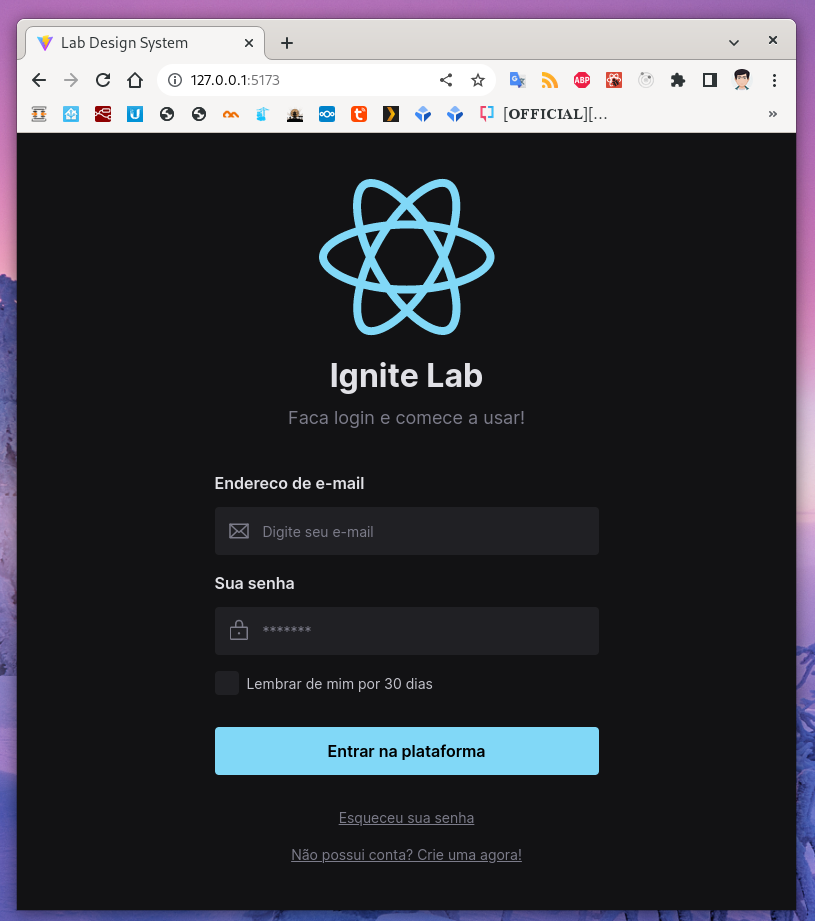 Lab Design System
127.0.0.1:5173
ABP
[OFFICIAL][...
Ignite Lab
Faca login e comece a usar!
Endereco de e-mail
Digite seu e-mail
Sua senha
*******
Lembrar de mim por 30 dias
Entrar na plataforma
Esqueceu sua senha
Não possui conta? Crie uma agora!